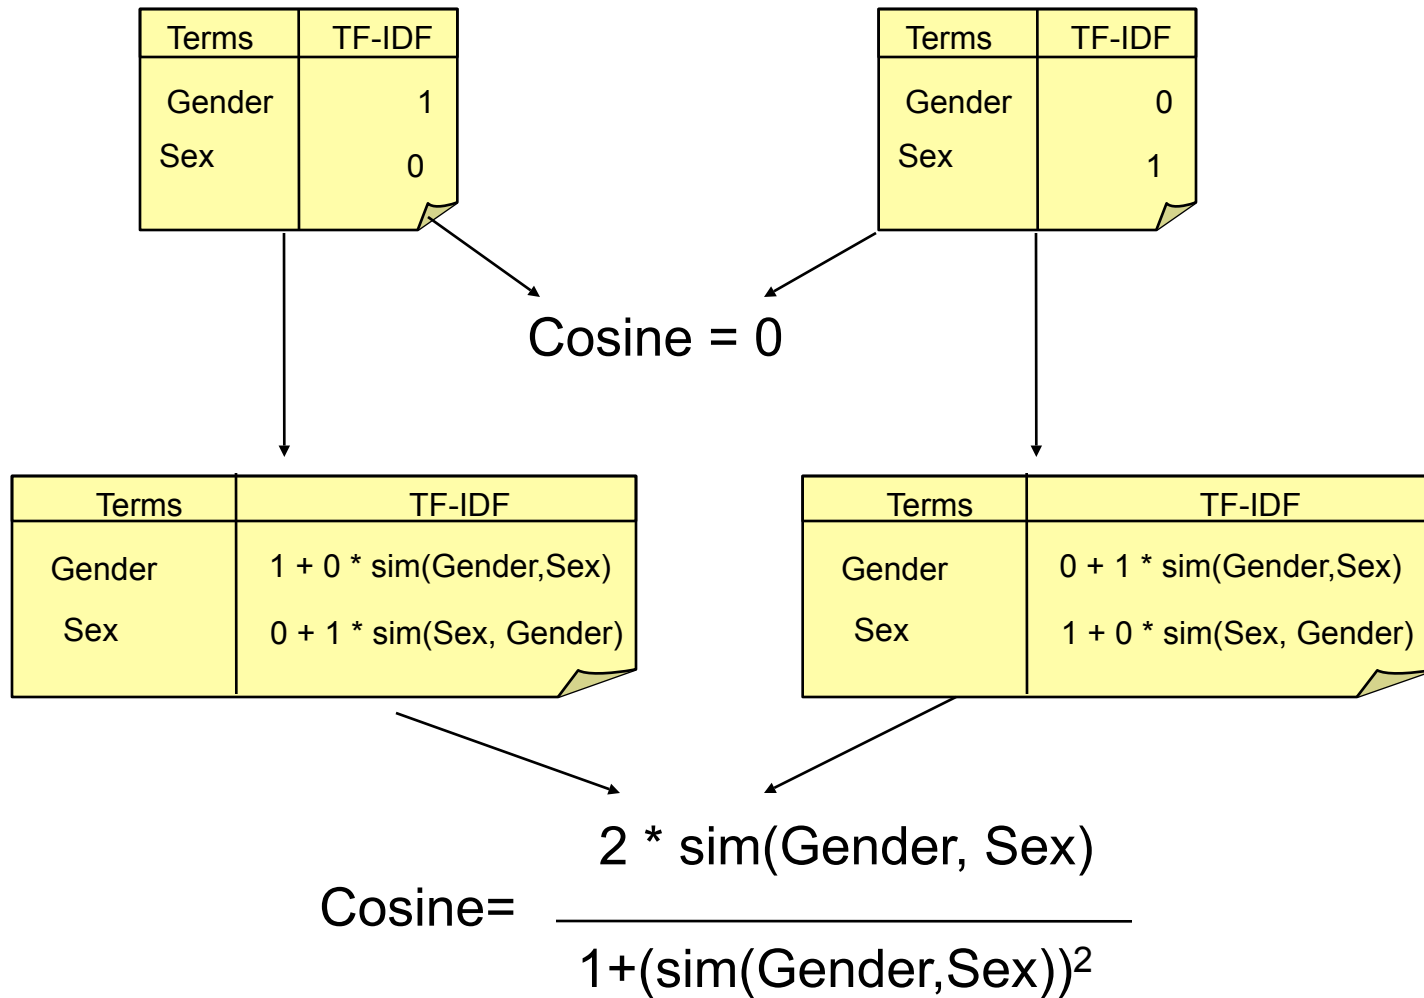 Terms TF-IDF
Gender 1
Sex 0
Terms TF-IDF
Gender 0
Sex 1
Cosine = 0
Terms TF-IDF
Gender 1 + 0 * sim(Gender,Sex)
Sex 0 + 1 * sim(Sex, Gender)
Terms TF-IDF
Gender 0 + 1 * sim(Gender,Sex)
Sex 1 + 0 * sim(Sex, Gender)
2 * sim(Gender, Sex)
Cosine=
1+(sim(Gender,Sex))²